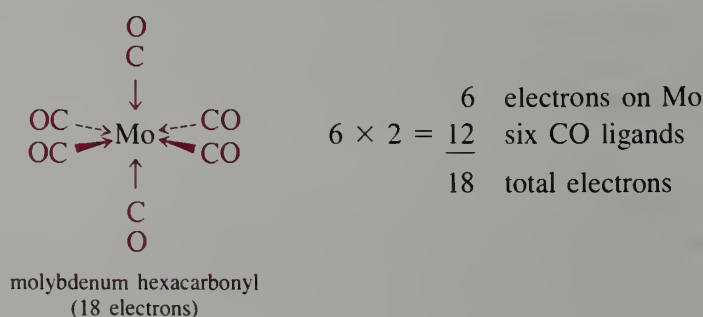 O
C
OC Mo CO
OC CO
C
O
molybdenum hexacarbonyl
(18 electrons)
6 electrons on Mo
6 × 2 = 12 six CO ligands
18 total electrons